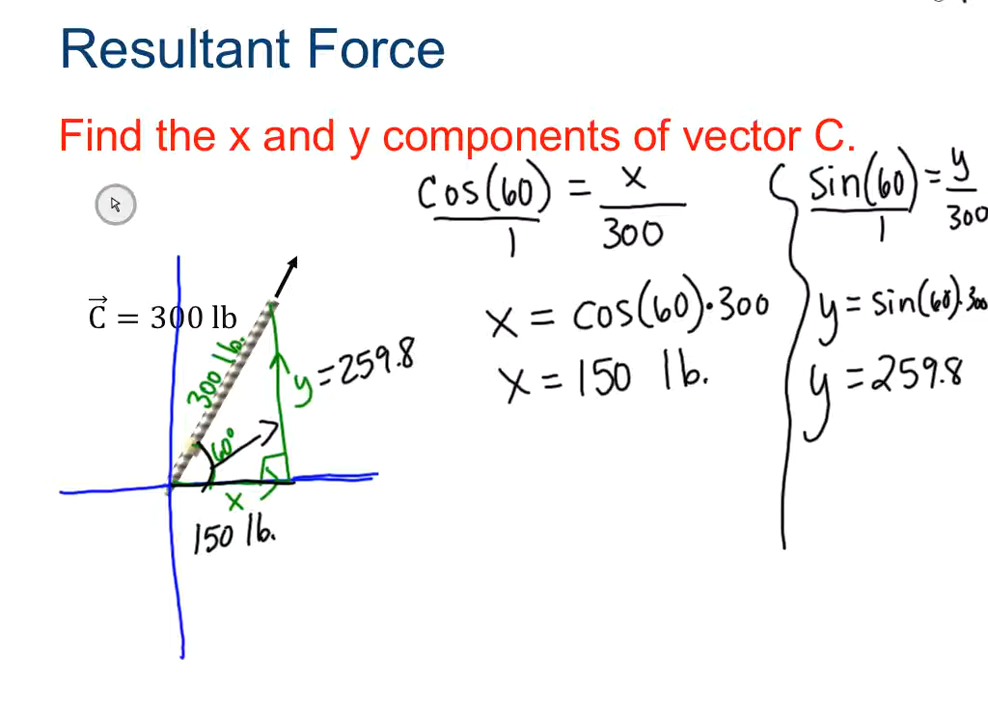 Resultant Force
Find the x and y components of vector C.
cos(60) = x
1 300
x = cos(60)·300
x = 150 lb.
sin(60) = y
1 300
y = sin(60)·300
y = 259.8
C⃗ = 300 lb
300 lb.
y = 259.8
60°
x
150 lb.